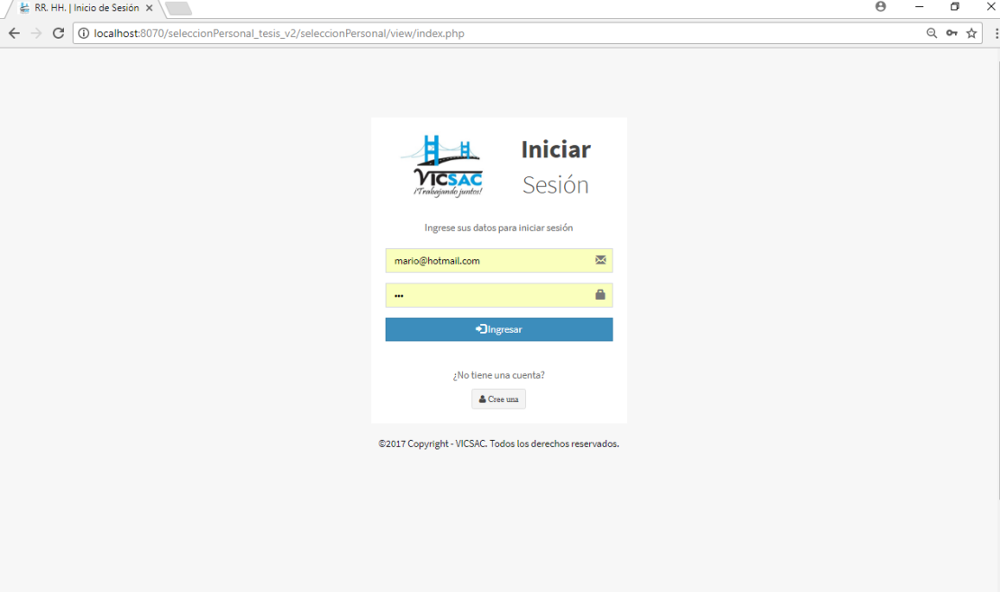 RR. HH. | Inicio de Sesión
localhost:8070/seleccionPersonal_tesis_v2/seleccionPersonal/view/index.php
VICSAC
¡Trabajando juntos!
Iniciar
Sesión
Ingrese sus datos para iniciar sesión
mario@hotmail.com
•••
Ingresar
¿No tiene una cuenta?
Cree una
©2017 Copyright - VICSAC. Todos los derechos reservados.